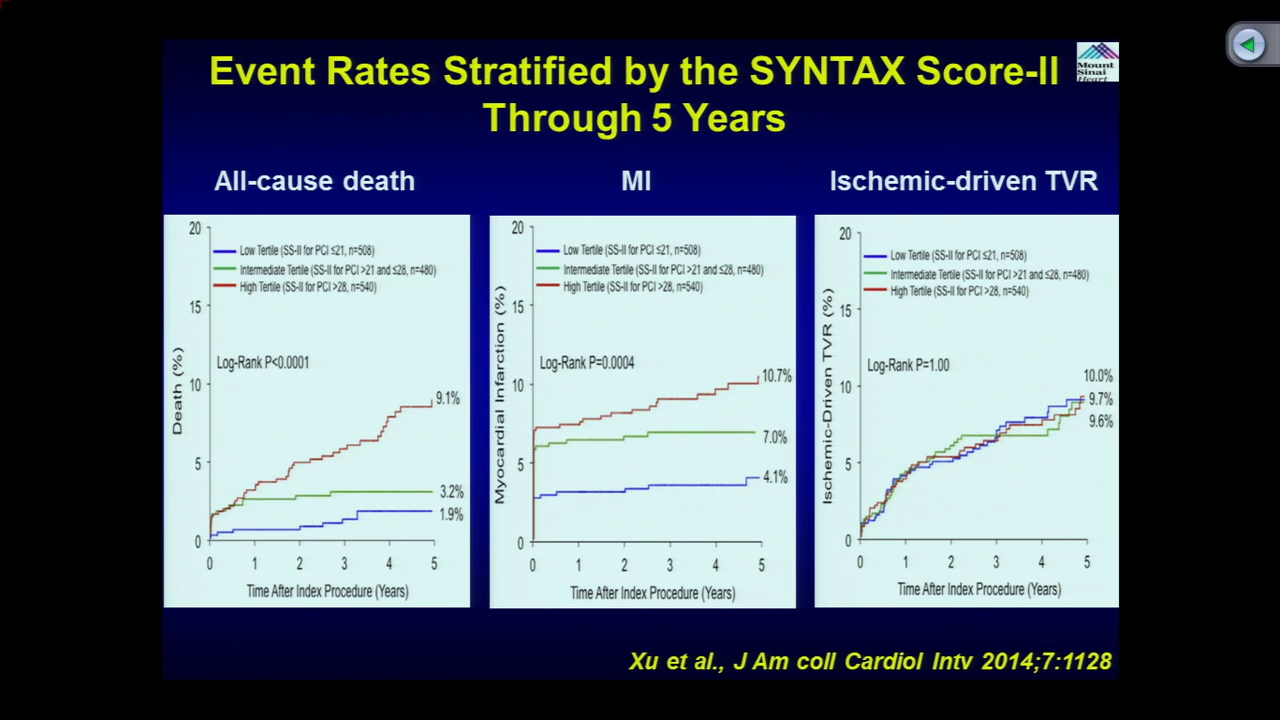 Event Rates Stratified by the SYNTAX Score-II
Through 5 Years
Mount
Sinai
Heart
All-cause death
MI
Ischemic-driven TVR
20
15
10
5
0
Death (%)
Low Tertile (SS-II for PCI ≤21, n=508)
Intermediate Tertile (SS-II for PCI >21 and ≤28, n=480)
High Tertile (SS-II for PCI >28, n=540)
Log-Rank P<0.0001
9.1%
3.2%
1.9%
0 1 2 3 4 5
Time After Index Procedure (Years)
20
15
10
5
0
Myocardial Infarction (%)
Low Tertile (SS-II for PCI ≤21, n=508)
Intermediate Tertile (SS-II for PCI >21 and ≤28, n=480)
High Tertile (SS-II for PCI >28, n=540)
Log-Rank P=0.0004
10.7%
7.0%
4.1%
0 1 2 3 4 5
Time After Index Procedure (Years)
20
15
10
5
0
Ischemic-Driven TVR (%)
Low Tertile (SS-II for PCI ≤21, n=508)
Intermediate Tertile (SS-II for PCI >21 and ≤28, n=480)
High Tertile (SS-II for PCI >28, n=540)
Log-Rank P=1.00
10.0%
9.7%
9.6%
0 1 2 3 4 5
Time After Index Procedure (Years)
Xu et al., J Am coll Cardiol Intv 2014;7:1128